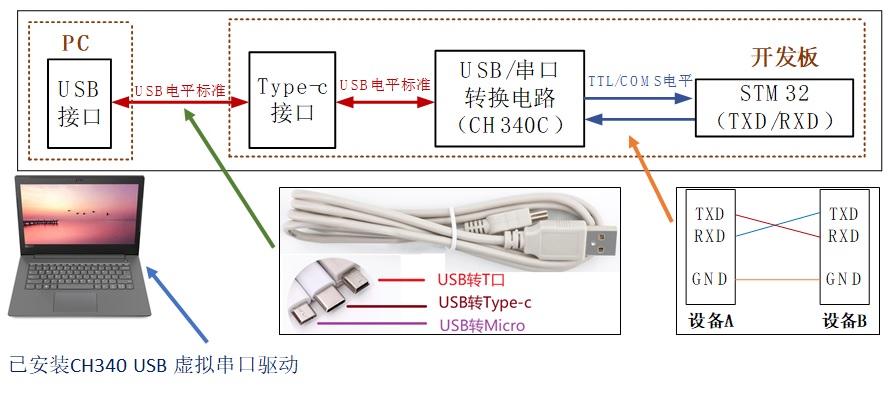 PC
开发板
USB
接口
USB电平标准
Type-c
接口
USB电平标准
USB/串口
转换电路
（CH340C）
TTL/COMS电平
STM32
（TXD/RXD）
USB转T口
USB转Type-c
USB转Micro
TXD
RXD
GND
TXD
RXD
GND
设备A
设备B
已安装CH340 USB 虚拟串口驱动